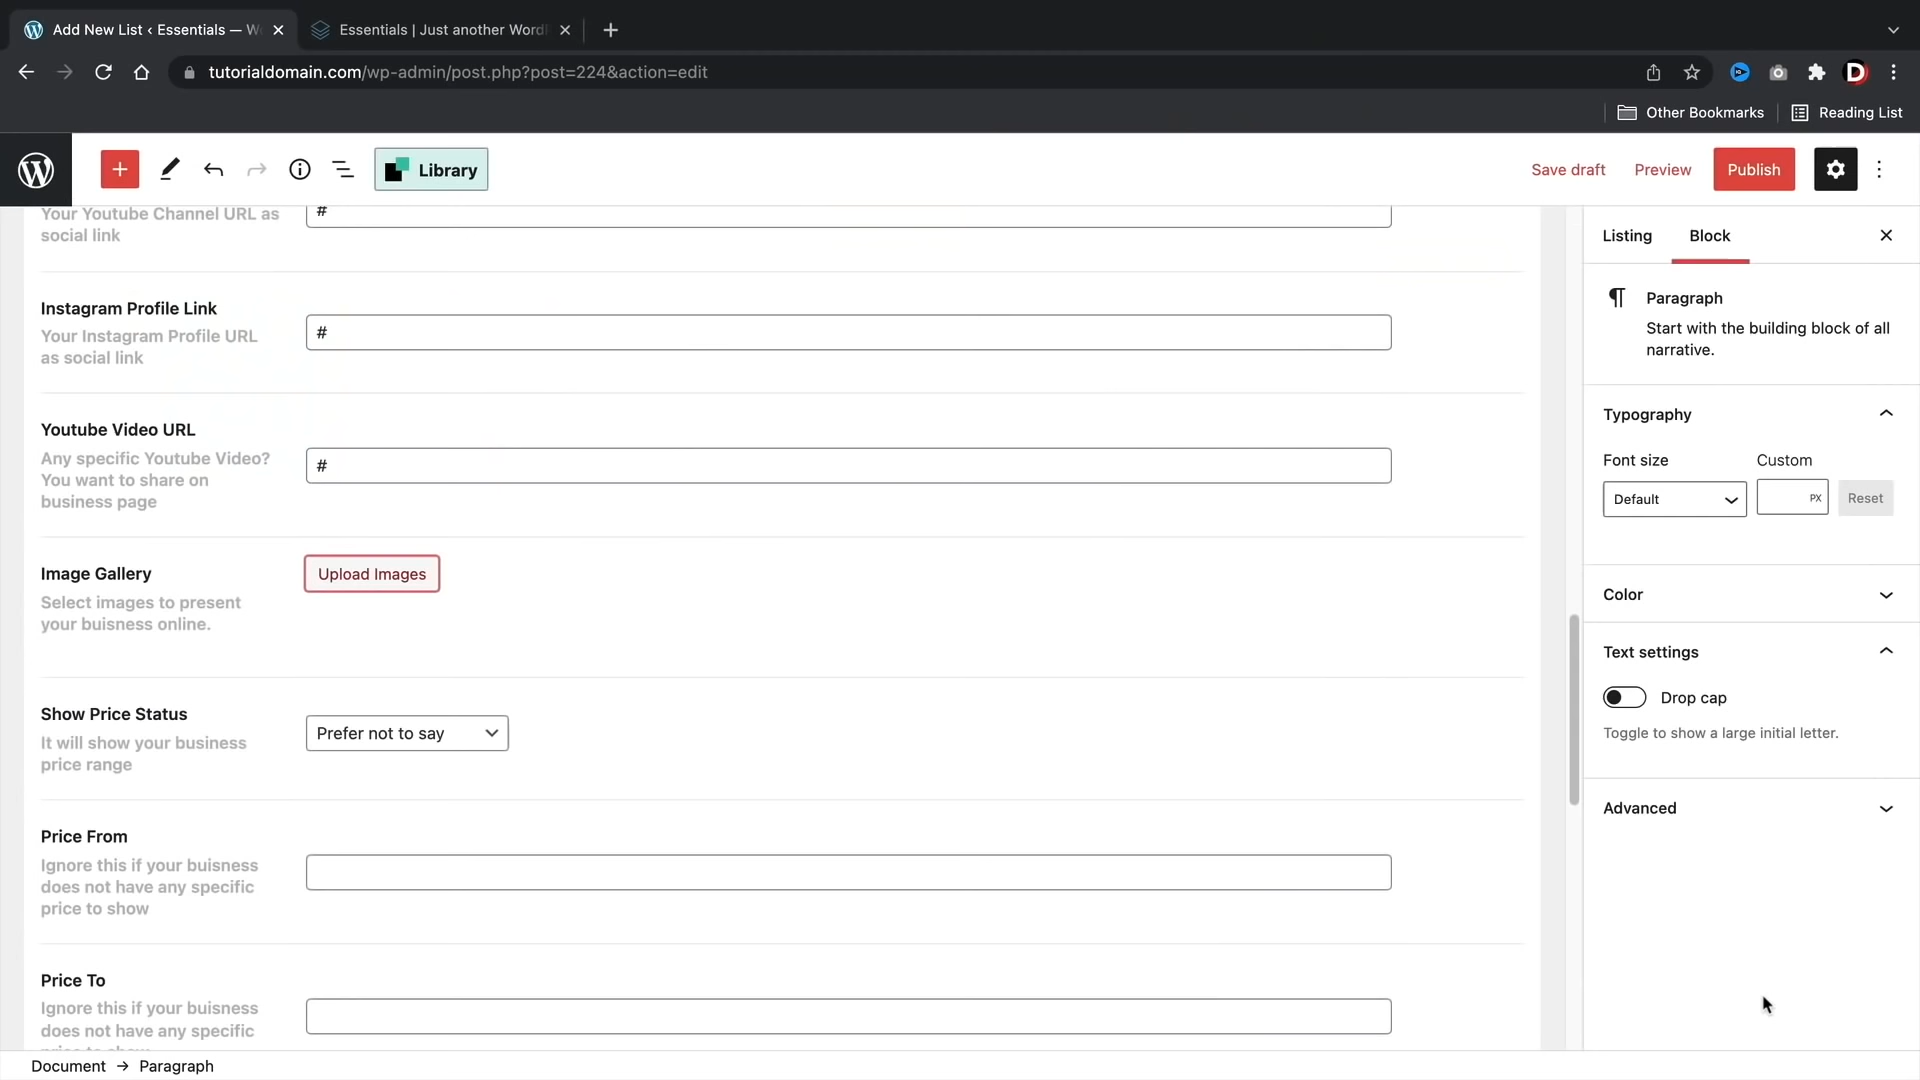 Add New List ‹ Essentials — W
Essentials | Just another Word
tutorialdomain.com/wp-admin/post.php?post=224&action=edit
Other Bookmarks
Reading List
Library
Save draft
Preview
Publish
Your Youtube Channel URL as
social link
#
Instagram Profile Link
Your Instagram Profile URL
as social link
#
Youtube Video URL
Any specific Youtube Video?
You want to share on
business page
#
Image Gallery
Select images to present
your buisness online.
Upload Images
Show Price Status
It will show your business
price range
Prefer not to say
Price From
Ignore this if your buisness
does not have any specific
price to show
Price To
Ignore this if your buisness
does not have any specific
Listing
Block
Paragraph
Start with the building block of all
narrative.
Typography
Font size
Custom
Default
PX
Reset
Color
Text settings
Drop cap
Toggle to show a large initial letter.
Advanced
Document → Paragraph